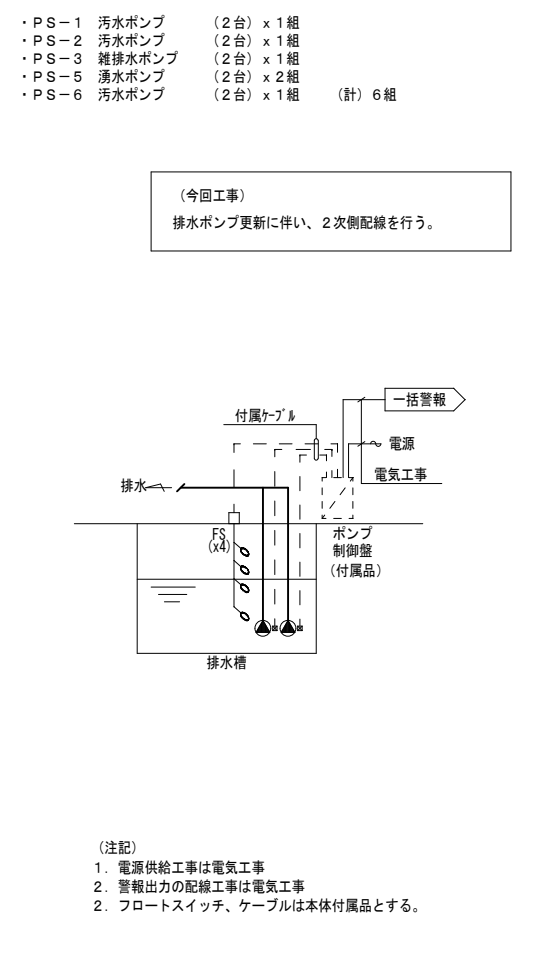 ・ＰＳ－１　汚水ポンプ　　　（２台）ｘ１組
・ＰＳ－２　汚水ポンプ　　　（２台）ｘ１組
・ＰＳ－３　雑排水ポンプ　　（２台）ｘ１組
・ＰＳ－５　湧水ポンプ　　　（２台）ｘ２組
・ＰＳ－６　汚水ポンプ　　　（２台）ｘ１組　　（計）６組
（今回工事）
排水ポンプ更新に伴い、２次側配線を行う。
一括警報
付属ｹｰﾌﾞﾙ
電源
電気工事
排水
FS
(x4)
ポンプ
制御盤
（付属品）
排水槽
（注記）
１．電源供給工事は電気工事
２．警報出力の配線工事は電気工事
２．フロートスイッチ、ケーブルは本体付属品とする。